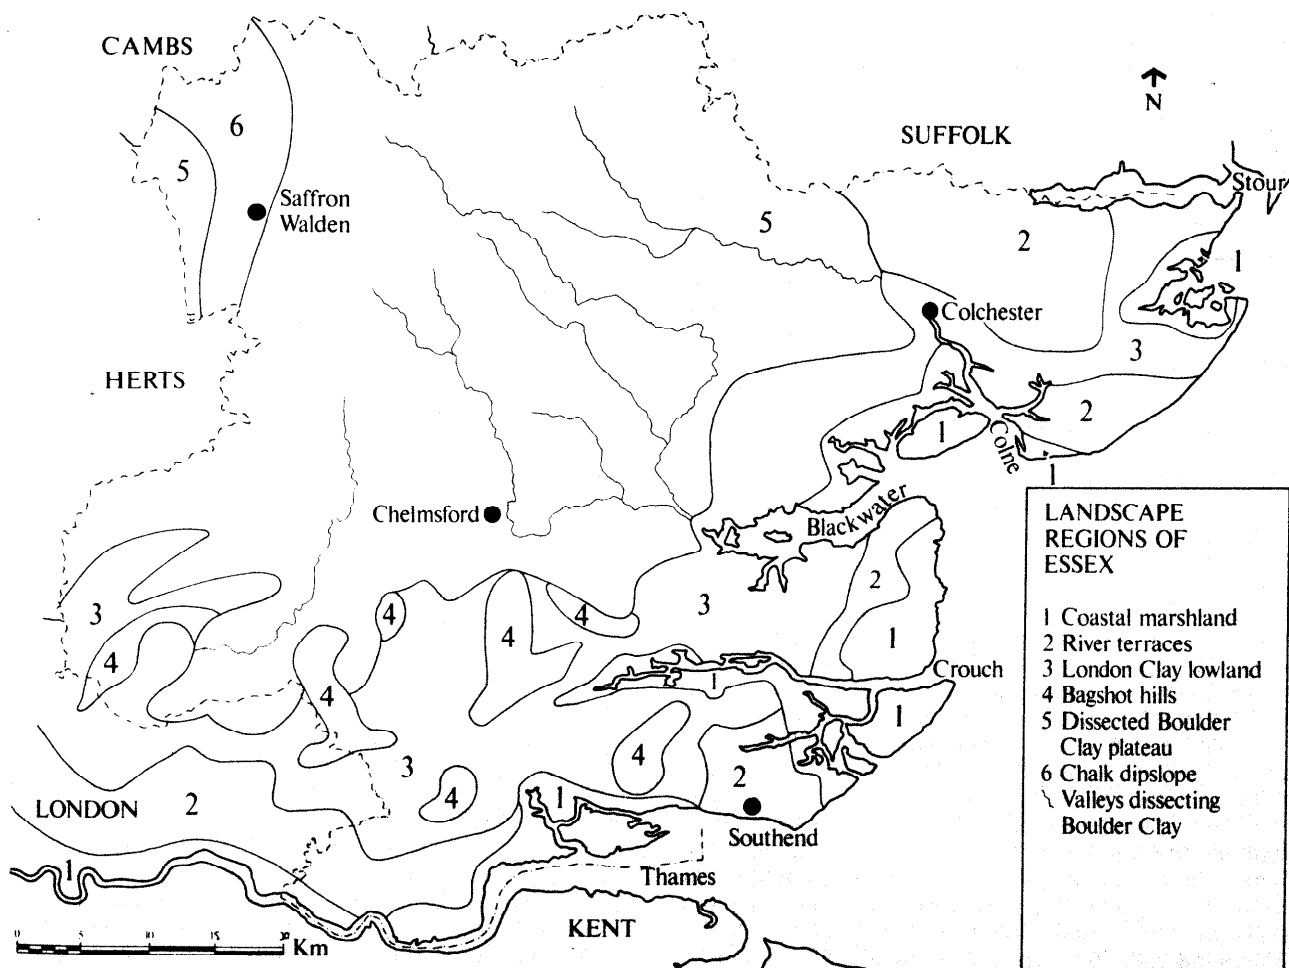 CAMBS
N
SUFFOLK
6
5
Stour
Saffron
Walden
5
2
1
Colchester
3
HERTS
2
1
Colne
1
Chelmsford
Blackwater
2
3
3
4
4
4
1
4
4
Crouch
1
1
3
4
2
4
LONDON
2
1
Southend
1
Thames
KENT
0 5 10 15 20
Km
LANDSCAPE
REGIONS OF
ESSEX
1 Coastal marshland
2 River terraces
3 London Clay lowland
4 Bagshot hills
5 Dissected Boulder
Clay plateau
6 Chalk dipslope
Valleys dissecting
Boulder Clay